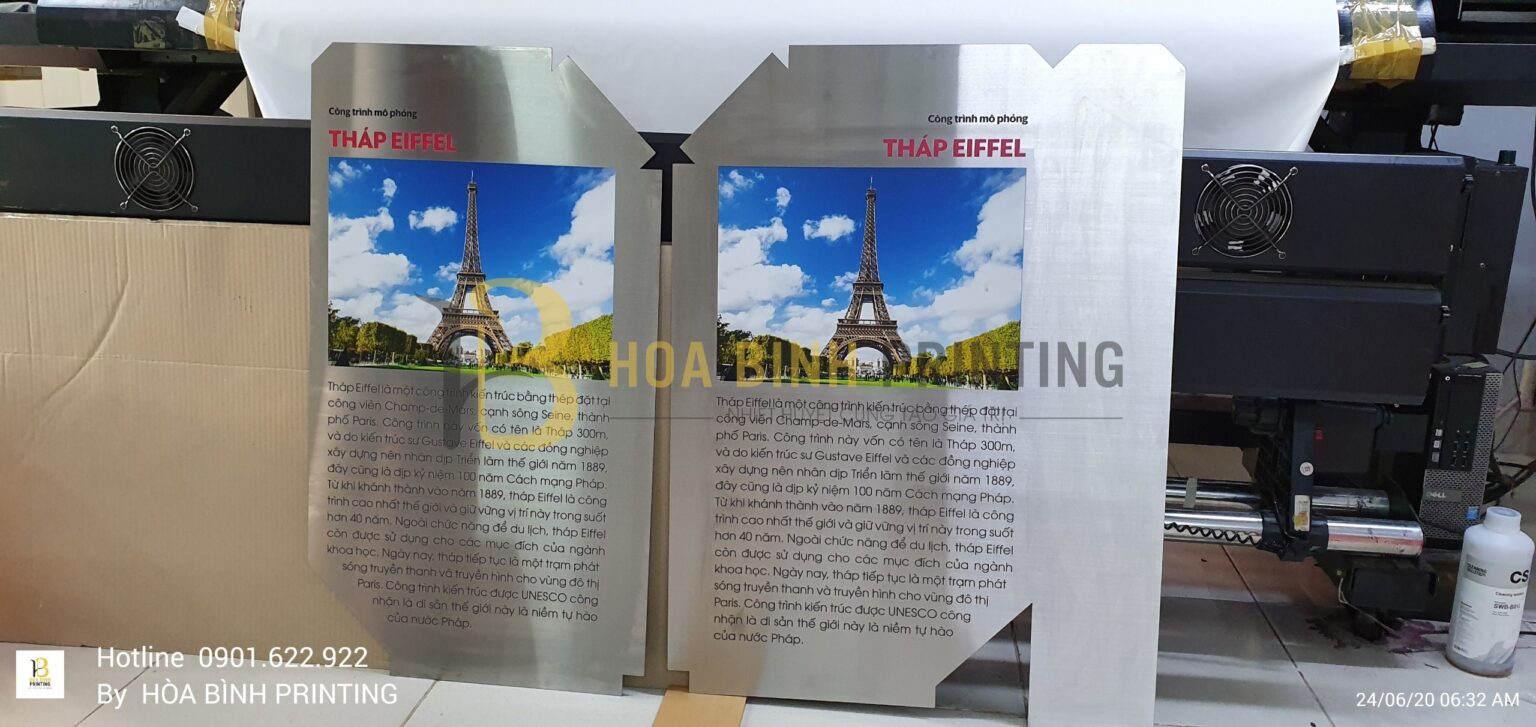 Công trình mô phỏng
THÁP EIFFEL
Tháp Eiffel là một công trình kiến trúc bằng thép đặt tại
công viên Champ-de-Mars, cạnh sông Seine, thành
phố Paris. Công trình này vốn có tên là Tháp 300m,
và do kiến trúc sư Gustave Eiffel và các đồng nghiệp
xây dựng nên nhân dịp Triển lãm thế giới năm 1889,
đây cũng là dịp kỷ niệm 100 năm Cách mạng Pháp.
Từ khi khánh thành vào năm 1889, tháp Eiffel là công
trình cao nhất thế giới và giữ vững vị trí này trong suốt
hơn 40 năm. Ngoài chức năng để du lịch, tháp Eiffel
còn được sử dụng cho các mục đích của ngành
khoa học. Ngày nay, tháp tiếp tục là một trạm phát
sóng truyền thanh và truyền hình cho vùng đô thị
Paris. Công trình kiến trúc được UNESCO công
nhận là di sản thế giới này là niềm tự hào
của nước Pháp.
Công trình mô phỏng
THÁP EIFFEL
Tháp Eiffel là một công trình kiến trúc bằng thép đặt tại
công viên Champ-de-Mars, cạnh sông Seine, thành
phố Paris. Công trình này vốn có tên là Tháp 300m,
và do kiến trúc sư Gustave Eiffel và các đồng nghiệp
xây dựng nên nhân dịp Triển lãm thế giới năm 1889,
đây cũng là dịp kỷ niệm 100 năm Cách mạng Pháp.
Từ khi khánh thành vào năm 1889, tháp Eiffel là công
trình cao nhất thế giới và giữ vững vị trí này trong suốt
hơn 40 năm. Ngoài chức năng để du lịch, tháp Eiffel
còn được sử dụng cho các mục đích của ngành
khoa học. Ngày nay, tháp tiếp tục là một trạm phát
sóng truyền thanh và truyền hình cho vùng đô thị
Paris. Công trình kiến trúc được UNESCO công
nhận là di sản thế giới này là niềm tự hào
của nước Pháp.
HOA BINH PRINTING
DELL
CLEANING
SOLUTION
CS
Hotline 0901.622.922
By HÒA BÌNH PRINTING
24/06/20 06:32 AM